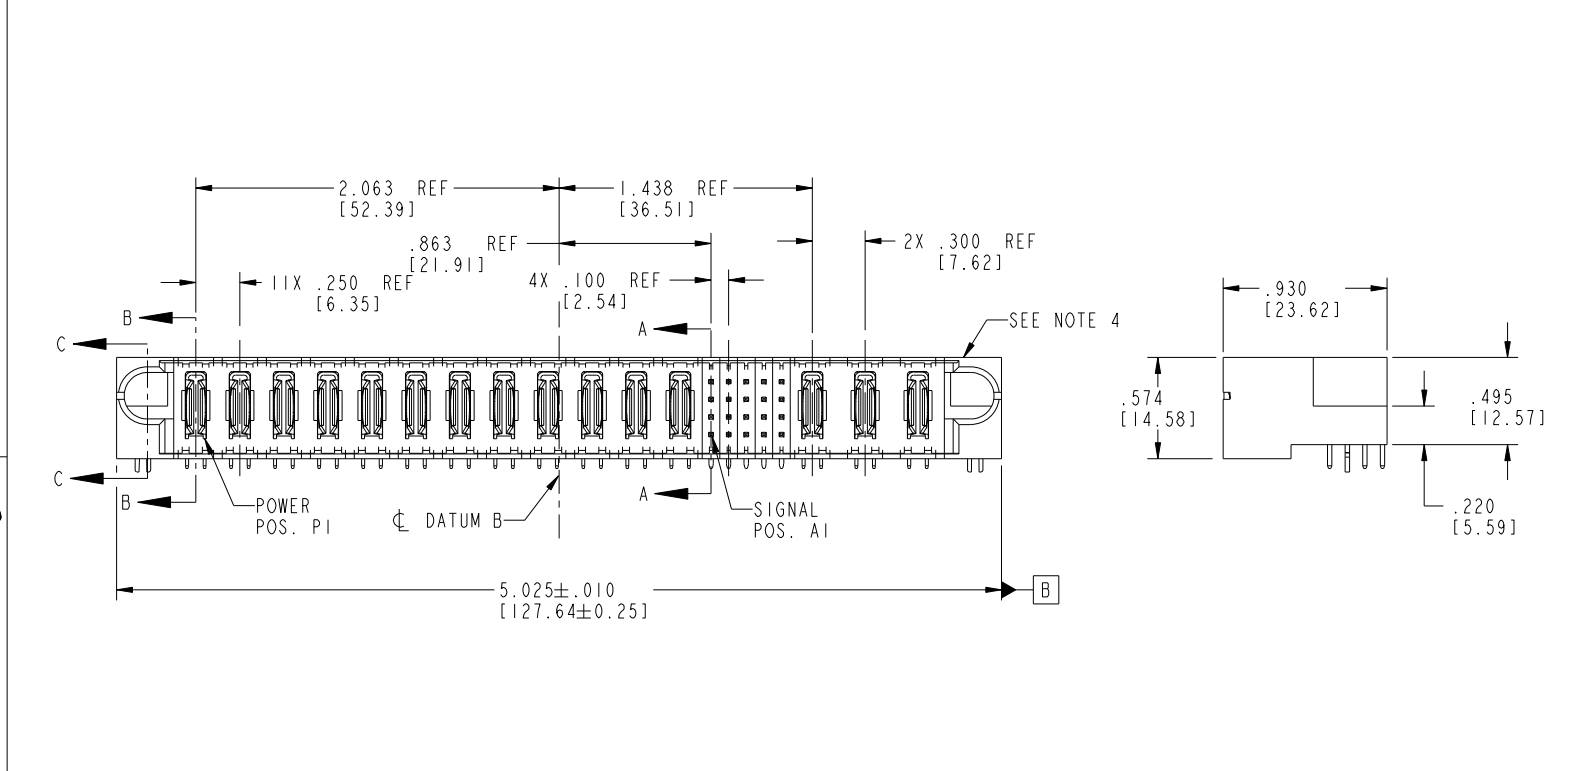 2.063 REF
[52.39]
1.438 REF
[36.51]
.863 REF
[21.91]
2X .300 REF
[7.62]
11X .250 REF
[6.35]
4X .100 REF
[2.54]
.930
[23.62]
B
A
C
SEE NOTE 4
.574
[14.58]
.495
[12.57]
C
B
A
POWER
POS. P1
℄ DATUM B
SIGNAL
POS. A1
.220
[5.59]
5.025±.010
[127.64±0.25]
B